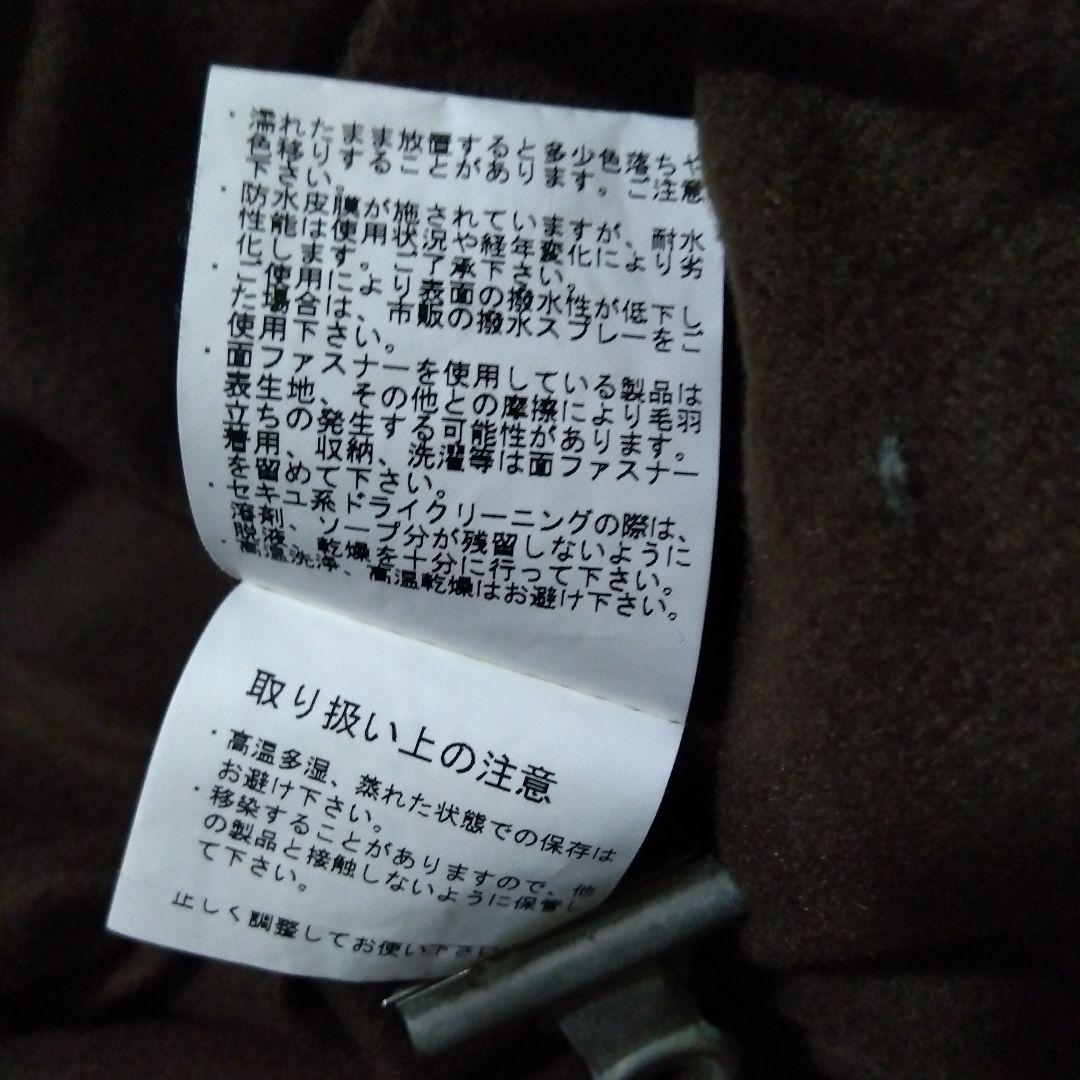 ・濡れたまま放置すると多少色落ちや
色移りすることがあります。ご注意
下さい。
・防水皮膜が施されていますが、耐水
性能は使用状況や経年変化により劣
化します。ご了承下さい。
・ご使用により表面の撥水性が低下し
た場合は、市販の撥水スプレーをご
使用下さい。
・面ファスナーを使用している製品は
表生地、その他との摩擦により毛羽
立ちの発生する可能性があります。
着用、収納、洗濯等は面ファスナー
を留めて下さい。
・セキユ系ドライクリーニングの際は、
溶剤、ソープ分が残留しないように
脱液、乾燥を十分に行って下さい。
・高温洗浄、高温乾燥はお避け下さい。
取り扱い上の注意
・高温多湿、蒸れた状態での保存は
お避け下さい。
・移染することがありますので、他
の製品と接触しないように保管し
て下さい。
正しく調整してお使い下さい